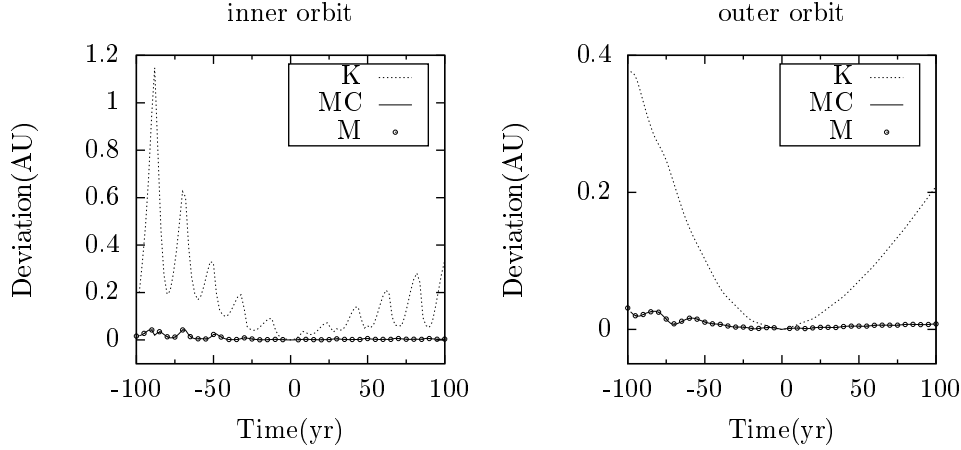 inner orbit
Deviation(AU)
1.2
1
0.8
0.6
0.4
0.2
0
-100
-50
0
50
100
Time(yr)
K
MC
M
outer orbit
Deviation(AU)
0.4
0.2
0
-100
-50
0
50
100
Time(yr)
K
MC
M